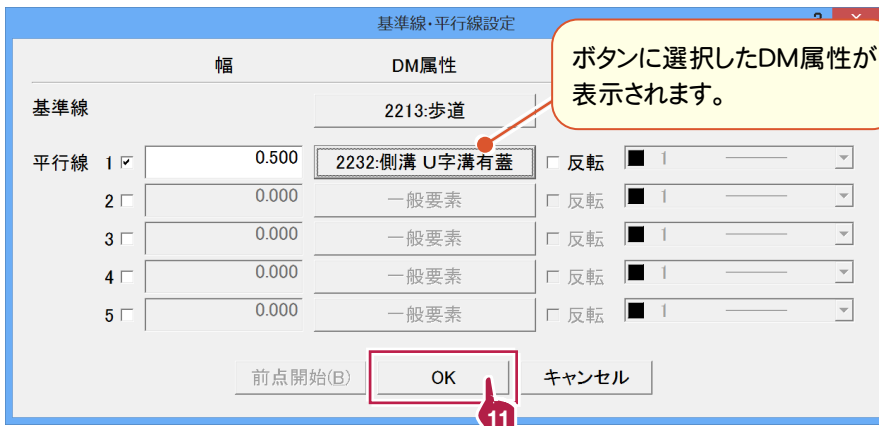 基準線・平行線設定
ボタンに選択したDM属性が
表示されます。
幅 DM属性
基準線 2213:歩道
平行線 1 0.500 2232:側溝 U字溝有蓋 反転 1
2 0.000 一般要素 反転 1
3 0.000 一般要素 反転 1
4 0.000 一般要素 反転 1
5 0.000 一般要素 反転 1
前点開始(B) OK キャンセル
11